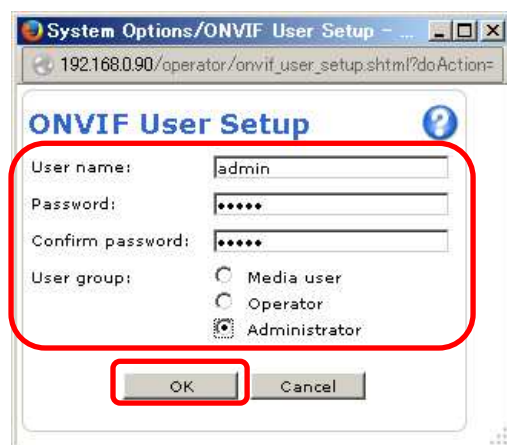 System Options/ONVIF User Setup - ...
192.168.0.90/operator/onvif_user_setup.shtml?doAction=
ONVIF User Setup
?
User name: admin
Password: •••••
Confirm password: •••••
User group: Media user
Operator
Administrator
OK Cancel